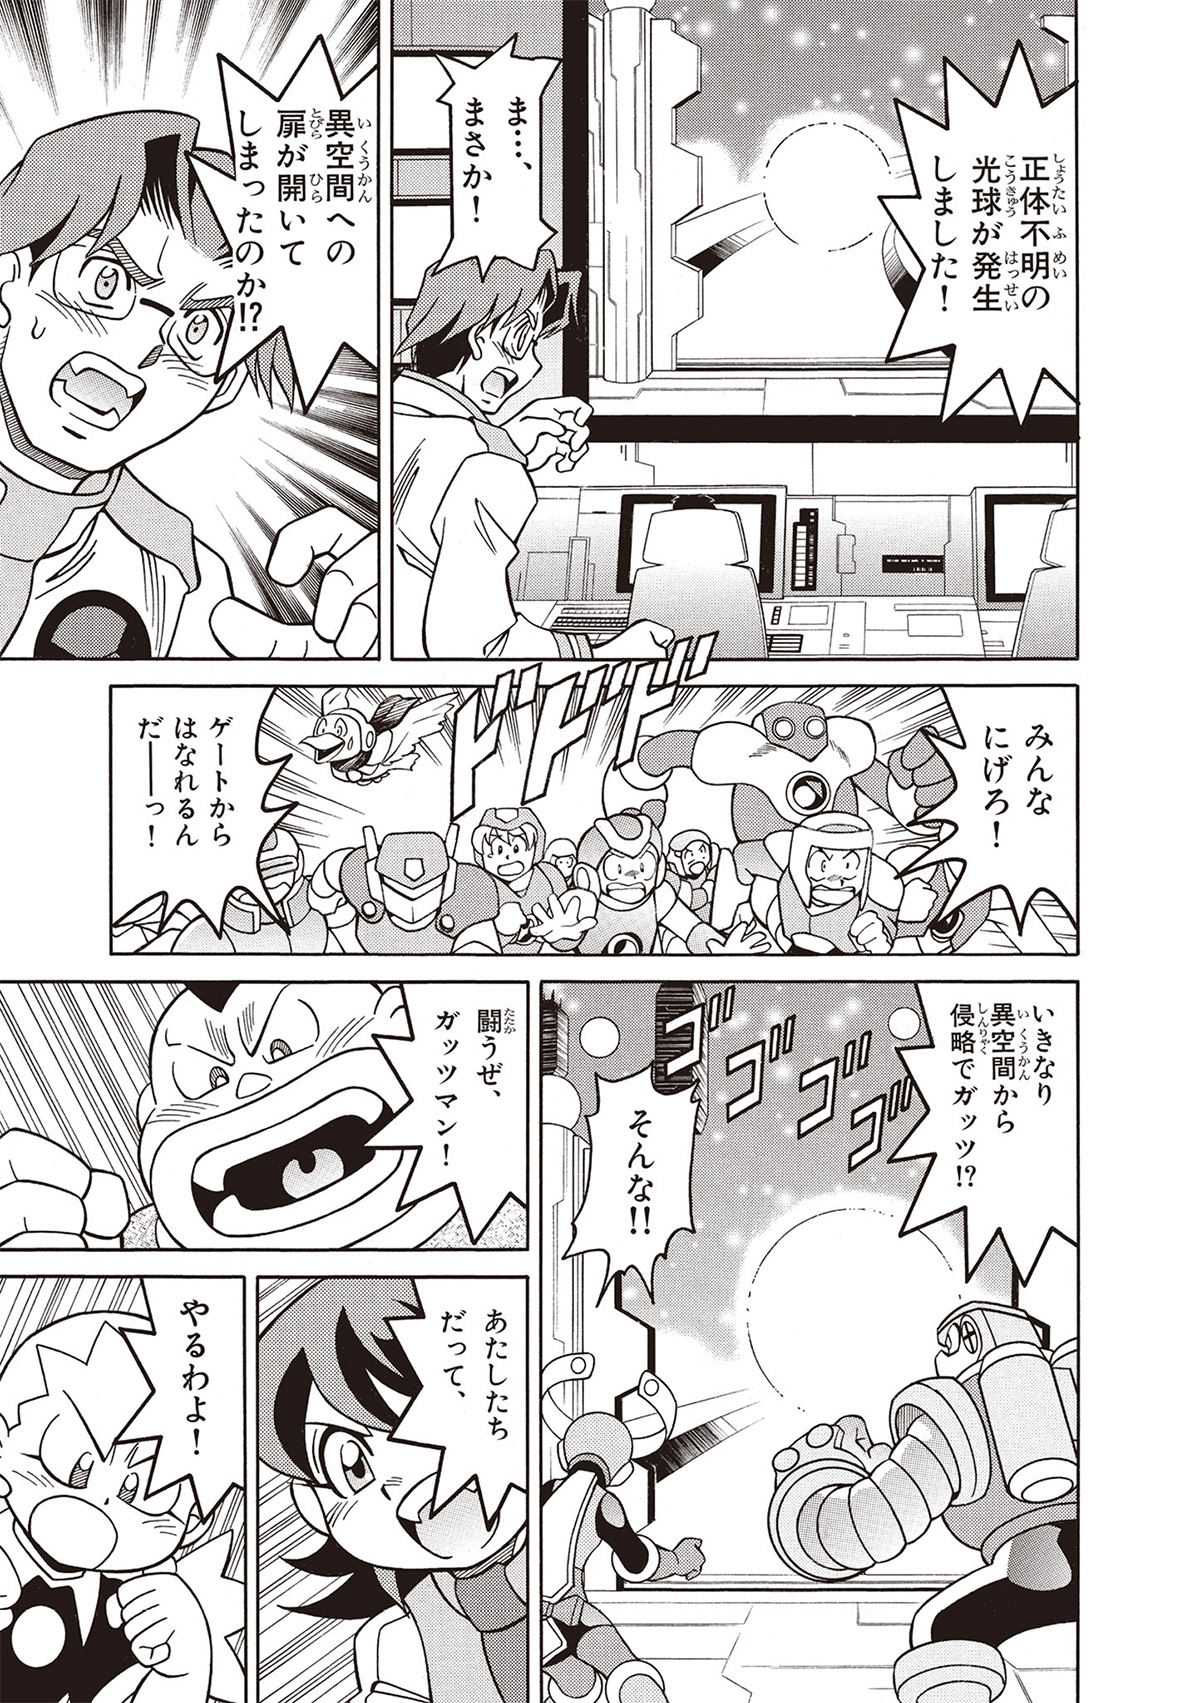 正体不明の
光球が発生
しました！
ま…、
まさか！
異空間への
扉が開いて
しまったのか!?
みんな
にげろ！
ドドドド
ゲートから
はなれるん
だ――っ！
いきなり
異空間から
侵略でガッツ!?
ゴゴゴゴ
そんな!!
闘うぜ、
ガッツマン！
あたしたち
だって、
やるわよ！